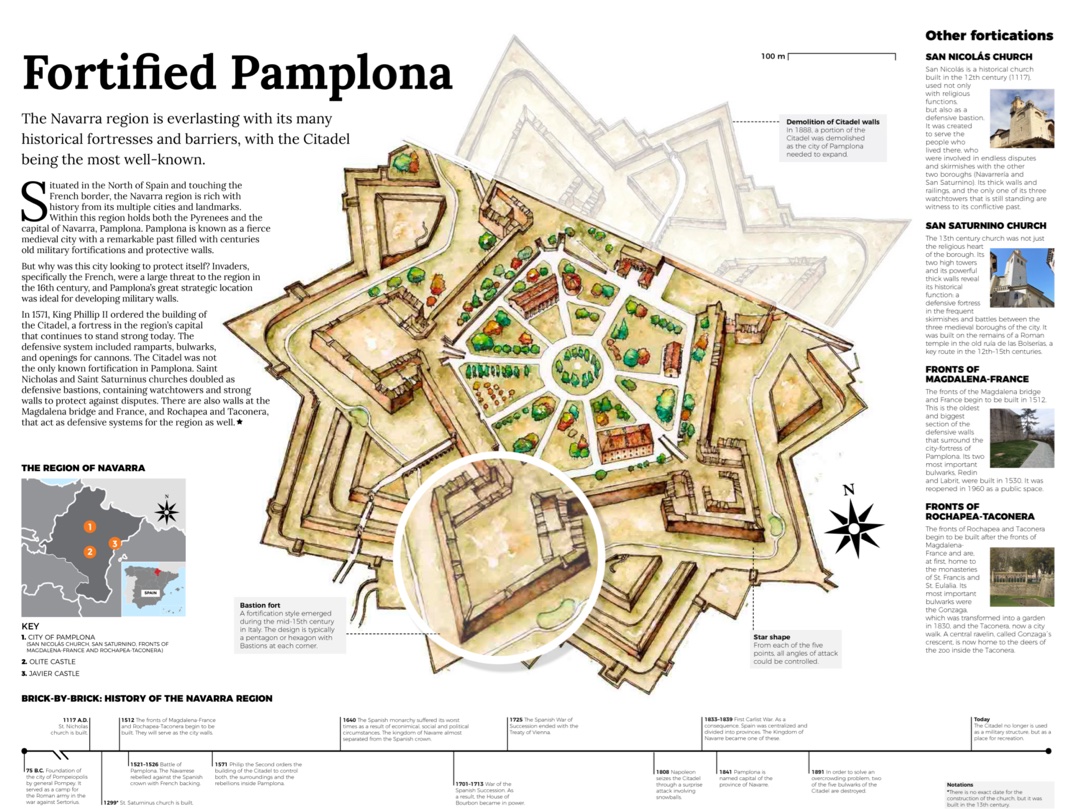 Fortified Pamplona
The Navarra region is everlasting with its many
historical fortresses and barriers, with the Citadel
being the most well-known.
Situated in the North of Spain and touching the
French border, the Navarra region is rich with
history from its multiple cities and landmarks.
Within this region holds both the Pyrenees and the
capital of Navarra, Pamplona. Pamplona is known as a fierce
medieval city with a remarkable past filled with centuries
old military fortifications and protective walls.
But why was this city looking to protect itself? Invaders,
specifically the French, were a large threat to the region in
the 16th century, and Pamplona's great strategic location
was ideal for developing military walls.
In 1571, King Phillip II ordered the building of
the Citadel, a fortress in the region's capital
that continues to stand strong today. The
defensive system included ramparts, bulwarks,
and openings for cannons. The Citadel was not
the only known fortification in Pamplona. Saint
Nicholas and Saint Saturninus churches doubled as
defensive bastions, containing watchtowers and strong
walls to protect against disputes. There are also walls at the
Magdalena bridge and France, and Rochapea and Taconera,
that act as defensive systems for the region as well.★
THE REGION OF NAVARRA
N
1
2
3
SPAIN
KEY
1. CITY OF PAMPLONA
(SAN NICOLÁS CHURCH, SAN SATURNINO, FRONTS OF
MAGDALENA-FRANCE AND ROCHAPEA-TACONERA)
2. OLITE CASTLE
3. JAVIER CASTLE
100 m
Demolition of Citadel walls
In 1888, a portion of the
Citadel was demolished
as the city of Pamplona
needed to expand.
N
Bastion fort
A fortification style emerged
during the mid-15th century
in Italy. The design is typically
a pentagon or hexagon with
Bastions at each corner.
Star shape
From each of the five
points, all angles of attack
could be controlled.
Other fortications
SAN NICOLÁS CHURCH
San Nicolás is a historical church
built in the 12th century (1117),
used not only
with religious
functions,
but also as a
defensive bastion.
It was created
to serve the
people who
lived there, who
were involved in endless disputes
and skirmishes with the other
two boroughs (Navarrería and
San Saturnino). Its thick walls and
railings, and the only one of its three
watchtowers that is still standing are
witness to its conflictive past.
SAN SATURNINO CHURCH
The 13th century church was not just
the religious heart
of the borough. Its
two high towers
and its powerful
thick walls reveal
its historical
function: a
defensive fortress
in the frequent
skirmishes and battles between the
three medieval boroughs of the city. It
was built on the remains of a Roman
temple in the old rúa de las Bolserías, a
key route in the 12th-15th centuries.
FRONTS OF
MAGDALENA-FRANCE
The fronts of the Magdalena bridge
and France begin to be built in 1512.
This is the oldest
and biggest
section of the
defensive walls
that surround the
city-fortress of
Pamplona. Its two
most important
bulwarks, Redín
and Labrit, were built in 1530. It was
reopened in 1960 as a public space.
FRONTS OF
ROCHAPEA-TACONERA
The fronts of Rochapea and Taconera
begin to be built after the fronts of
Magdalena-
France and are,
at first, home to
the monasteries
of St. Francis and
St. Eulalia. Its
most important
bulwarks were
the Gonzaga,
which was transformed into a garden
in 1830, and the Taconera, now a city
walk. A central ravelin, called Gonzaga's
crescent, is now home to the deers of
the zoo inside the Taconera.
BRICK-BY-BRICK: HISTORY OF THE NAVARRA REGION
1117 A.D.
St. Nicholas
church is built.
1512 The fronts of Magdalena-France
and Rochapea-Taconera begin to be
built. They will serve as the city walls.
1640 The Spanish monarchy suffered its worst
times as a result of economical, social and political
circumstances. The kingdom of Navarre almost
separated from the Spanish crown.
1725 The Spanish War of
Succession ended with the
Treaty of Vienna.
1833-1839 First Carlist War. As a
consequence, Spain was centralized and
divided into provinces. The Kingdom of
Navarre became one of these.
Today
The Citadel no longer is used
as a military structure, but as a
place for recreation.
75 B.C. Foundation of
the city of Pompeiopolis
by general Pompey. It
served as a camp for
the Roman army in the
war against Sertorius.
1299* St. Saturninus church is built.
1521-1526 Battle of
Pamplona. The Navarrese
rebelled against the Spanish
crown with French backing.
1571 Philip the Second orders the
building of the Citadel to control
both, the surroundings and the
rebellions inside Pamplona.
1701-1713 War of the
Spanish Succession. As
a result, the House of
Bourbon became in power.
1808 Napoleon
seizes the Citadel
through a surprise
attack involving
snowballs.
1841 Pamplona is
named capital of the
province of Navarre.
1891 In order to solve an
overcrowding problem, two
of the five bulwarks of the
Citadel are destroyed.
Notations
*There is no exact date for the
construction of the church, but it was
built in the 13th century.